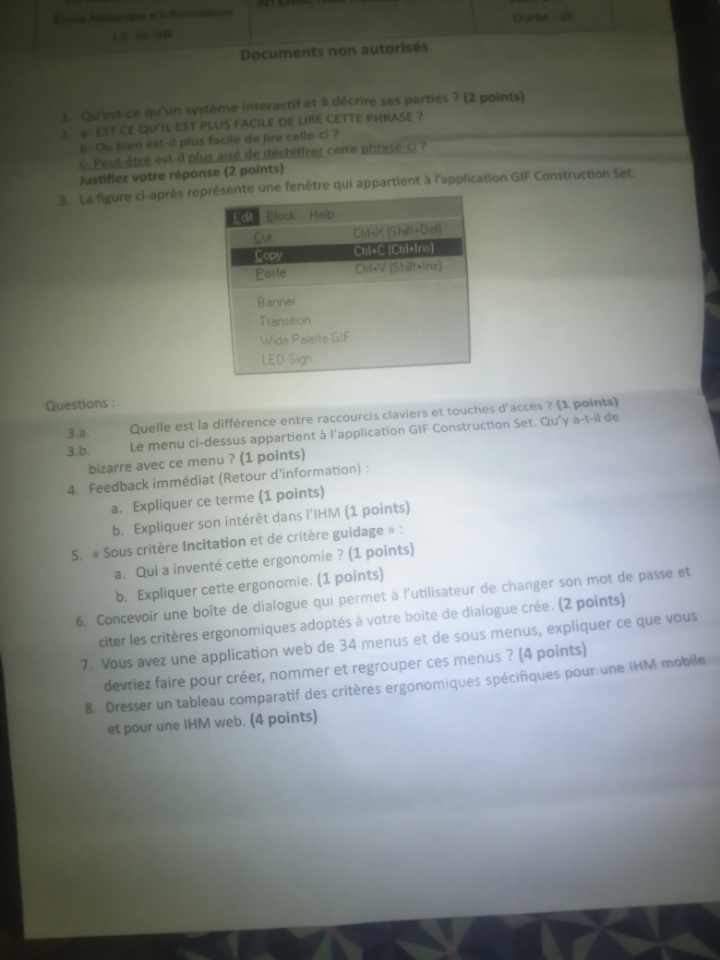 Documents non autorisés
1. Qu'est-ce qu'un système interactif et à décrire ses parties ? (2 points)
2. a- EST CE QU'IL EST PLUS FACILE DE LIRE CETTE PHRASE ?
b- Ou bien est-il plus facile de lire celle-ci ?
c- Peut-être est-il plus aisé de déchiffrer cette phrase-ci ?
Justifiez votre réponse (2 points)
3. La figure ci-après représente une fenêtre qui appartient à l'application GIF Construction Set.
Edit Block Help
Cut Ctrl+X (Shift+Del)
Copy Ctrl+C (Ctrl+Ins)
Paste Ctrl+V (Shift+Ins)
Banner
Transition
Wide Palette GIF
LED Sign
Questions :
3.a. Quelle est la différence entre raccourcis claviers et touches d'accès ? (1 points)
3.b. Le menu ci-dessus appartient à l'application GIF Construction Set. Qu'y a-t-il de
bizarre avec ce menu ? (1 points)
4. Feedback immédiat (Retour d'information) :
a. Expliquer ce terme (1 points)
b. Expliquer son intérêt dans l'IHM (1 points)
5. « Sous critère Incitation et de critère guidage » :
a. Qui a inventé cette ergonomie ? (1 points)
b. Expliquer cette ergonomie. (1 points)
6. Concevoir une boîte de dialogue qui permet à l'utilisateur de changer son mot de passe et
citer les critères ergonomiques adoptés à votre boite de dialogue crée. (2 points)
7. Vous avez une application web de 34 menus et de sous menus, expliquer ce que vous
devriez faire pour créer, nommer et regrouper ces menus ? (4 points)
8. Dresser un tableau comparatif des critères ergonomiques spécifiques pour une IHM mobile
et pour une IHM web. (4 points)